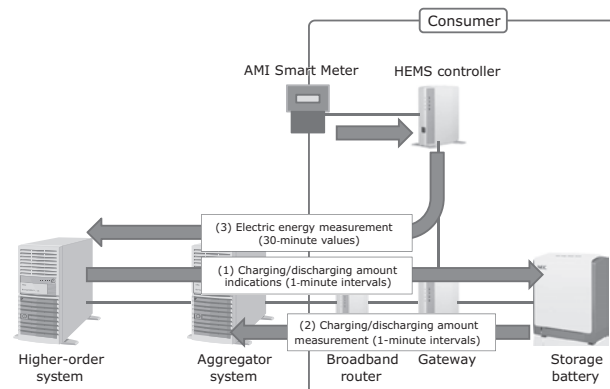 Consumer
AMI Smart Meter
HEMS controller
(3) Electric energy measurement
(30-minute values)
(1) Charging/discharging amount
indications (1-minute intervals)
NEC
(2) Charging/discharging amount
measurement (1-minute intervals)
Higher-order
system
Aggregator
system
Broadband
router
Gateway
Storage
battery